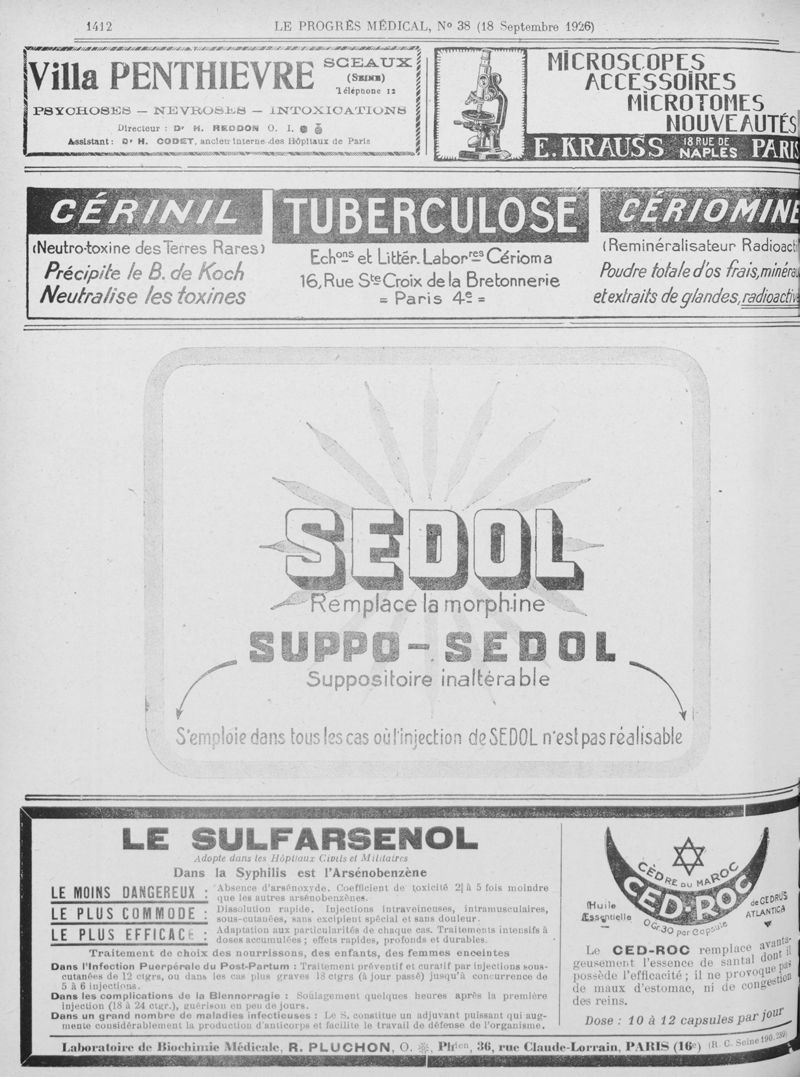 1412
LE PROGRÈS MÉDICAL, No 38 (18 Septembre 1926)
Villa PENTHIEVRE
SCEAUX
(SEINE)
Téléphone 12
PSYCHOSES — NEVROSES — INTOXICATIONS
Directeur : Dr H. REDDON O. I.
Assistant : Dr H. CODET, ancien interne des Hôpitaux de Paris
MICROSCOPES
ACCESSOIRES
MICROTOMES
NOUVEAUTÉS
E. KRAUSS 18 RUE DE NAPLES PARIS
CÉRINIL
(Neutro-toxine des Terres Rares)
Précipite le B. de Koch
Neutralise les toxines
TUBERCULOSE
Echons et Littér. Laborres Cérioma
16, Rue Ste Croix de la Bretonnerie
= Paris 4e =
CÉRIOMINE
(Reminéralisateur Radioacti
Poudre totale d'os frais, minérau
et extraits de glandes, radioactive
SEDOL
Remplace la morphine
SUPPO-SEDOL
Suppositoire inaltérable
S'emploie dans tous les cas où l'injection de SEDOL n'est pas réalisable
LE SULFARSENOL
Adopte dans les Hôpitaux Civils et Militaires
Dans la Syphilis est l'Arsénobenzène
LE MOINS DANGEREUX : Absence d'arsénoxyde. Coefficient de toxicité 2 à 5 fois moindre
que les autres arsénobenzènes.
LE PLUS COMMODE : Dissolution rapide. Injections intraveineuses, intramusculaires,
sous-cutanées, sans excipient spécial et sans douleur.
LE PLUS EFFICACE : Adaptation aux particularités de chaque cas. Traitements intensifs à
doses accumulées ; effets rapides, profonds et durables.
Traitement de choix des nourrissons, des enfants, des femmes enceintes
Dans l'Infection Puerpérale du Post-Partum : Traitement préventif et curatif par injections sous-
cutanées de 12 ctgrs, ou dans les cas plus graves 18 ctgrs (à jour passé) jusqu'à concurrence de
5 à 6 injections.
Dans les complications de la Blennorragie : Soulagement quelques heures après la première
injection (18 à 24 ctgr.), guérison en peu de jours.
Dans un grand nombre de maladies infectieuses : Le S. constitue un adjuvant puissant qui aug-
mente considérablement la production d'anticorps et facilite le travail de défense de l'organisme.
CÈDRE DU MAROC
CED-ROC
Huile
Essentielle
de CEDRUS
ATLANTICA
0 Gr. 30 par Capsule
Le CED-ROC remplace avanta-
geusement l'essence de santal dont il
possède l'efficacité ; il ne provoque pas
de maux d'estomac, ni de congestion
des reins.
Dose : 10 à 12 capsules par jour
Laboratoire de Biochimie Médicale, R. PLUCHON, O. ❊, Phien, 36, rue Claude-Lorrain, PARIS (16e) (R. C. Seine 190.289)